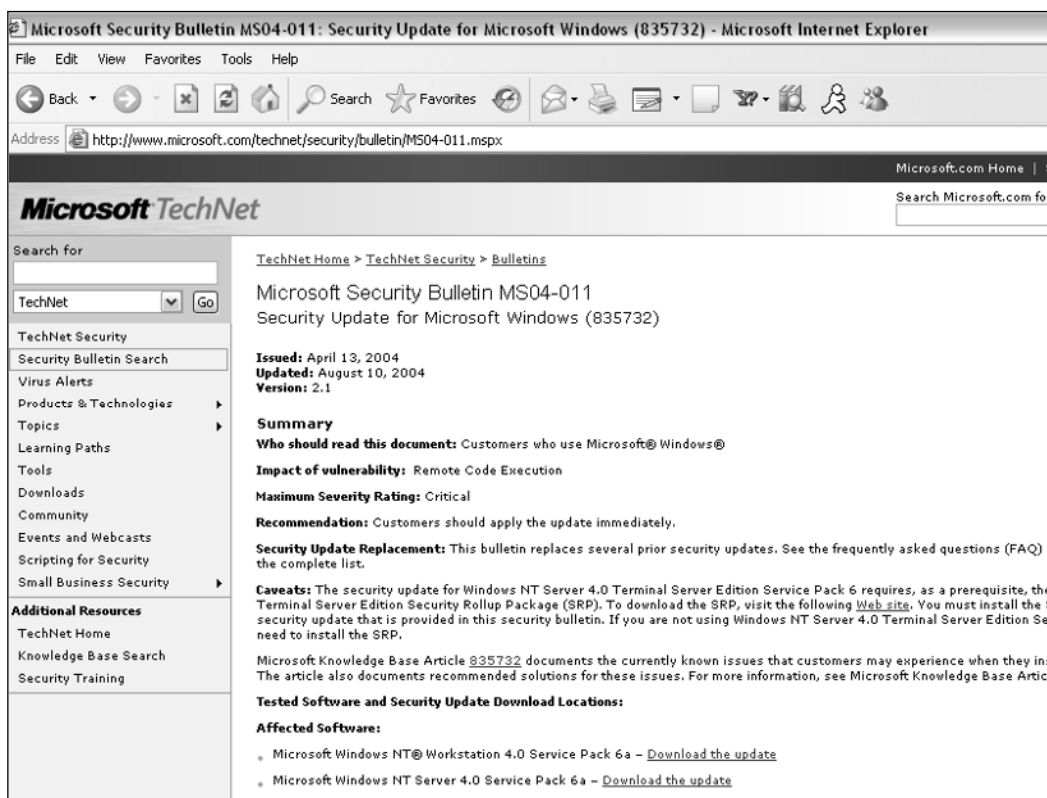 Microsoft Security Bulletin MS04-011: Security Update for Microsoft Windows (835732) - Microsoft Internet Explorer
File Edit View Favorites Tools Help
Back Search Favorites
Address http://www.microsoft.com/technet/security/bulletin/MS04-011.mspx
Microsoft.com Home |
Microsoft TechNet
Search Microsoft.com fo
Search for
TechNet Go
TechNet Security
Security Bulletin Search
Virus Alerts
Products & Technologies
Topics
Learning Paths
Tools
Downloads
Community
Events and Webcasts
Scripting for Security
Small Business Security
Additional Resources
TechNet Home
Knowledge Base Search
Security Training
TechNet Home > TechNet Security > Bulletins
Microsoft Security Bulletin MS04-011
Security Update for Microsoft Windows (835732)
Issued: April 13, 2004
Updated: August 10, 2004
Version: 2.1
Summary
Who should read this document: Customers who use Microsoft® Windows®
Impact of vulnerability: Remote Code Execution
Maximum Severity Rating: Critical
Recommendation: Customers should apply the update immediately.
Security Update Replacement: This bulletin replaces several prior security updates. See the frequently asked questions (FAQ)
the complete list.
Caveats: The security update for Windows NT Server 4.0 Terminal Server Edition Service Pack 6 requires, as a prerequisite, the
Terminal Server Edition Security Rollup Package (SRP). To download the SRP, visit the following Web site. You must install the
security update that is provided in this security bulletin. If you are not using Windows NT Server 4.0 Terminal Server Edition Se
need to install the SRP.
Microsoft Knowledge Base Article 835732 documents the currently known issues that customers may experience when they in
The article also documents recommended solutions for these issues. For more information, see Microsoft Knowledge Base Artic
Tested Software and Security Update Download Locations:
Affected Software:
Microsoft Windows NT® Workstation 4.0 Service Pack 6a – Download the update
Microsoft Windows NT Server 4.0 Service Pack 6a – Download the update